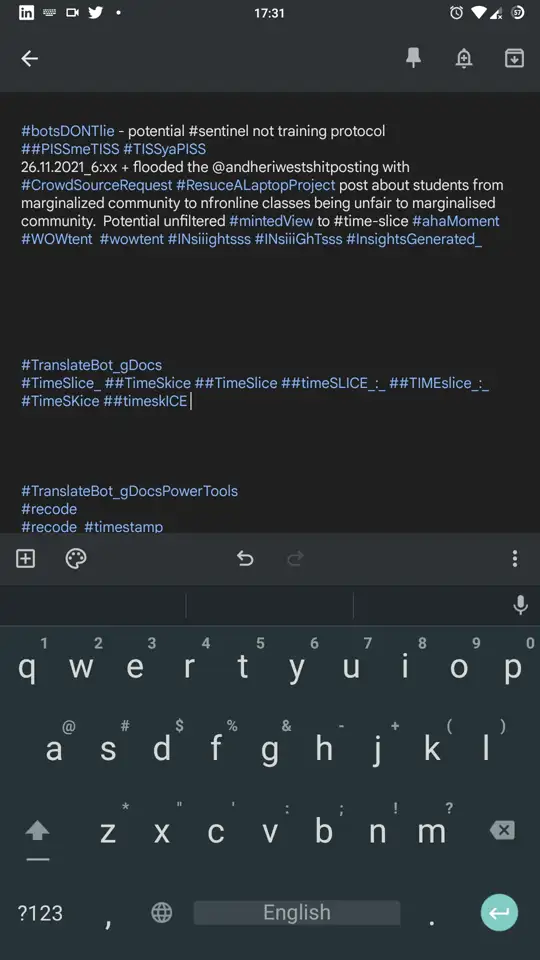 17:31
57
#botsDONTlie - potential #sentinel not training protocol
##PISSmeTISS #TISSyaPISS
26.11.2021_6:xx + flooded the @andheriwestshitposting with
#CrowdSourceRequest #ResuceALaptopProject post about students from
marginalized community to nfronline classes being unfair to marginalised
community.  Potential unfiltered #mintedView to #time-slice #ahaMoment
#WOWtent  #wowtent #INsiiightsss #INsiiiGhTsss #InsightsGenerated_
#TranslateBot_gDocs
#TimeSlice_ ##TimeSkice ##TimeSlice ##timeSLICE_:_ ##TIMEslice_:_
#TimeSKice ##timeskICE
#TranslateBot_gDocsPowerTools
#recode
#recode  #timestamp
1 2 3 4 5 6 7 8 9 0
q w e r t y u i o p
@ # $ % & - + ( )
a s d f g h j k l
* " ' : ; ! ?
z x c v b n m
?123 , English .